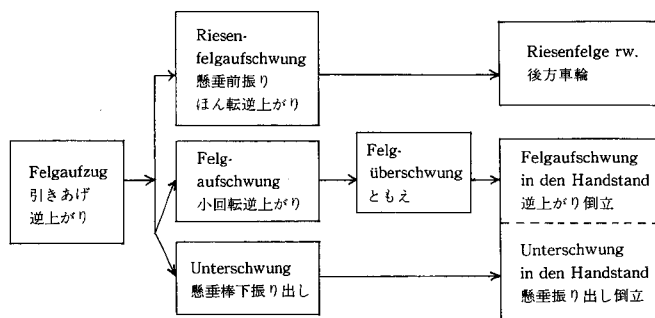 Felgaufzug
引きあげ
逆上がり
Riesen-
felgaufschwung
懸垂前振り
ほん転逆上がり
Riesenfelge rw.
後方車輪
Felg-
aufschwung
小回転逆上がり
Felg-
überschwung
ともえ
Felgaufschwung
in den Handstand
逆上がり倒立
Unterschwung
懸垂棒下振り出し
Unterschwung
in den Handstand
懸垂振り出し倒立